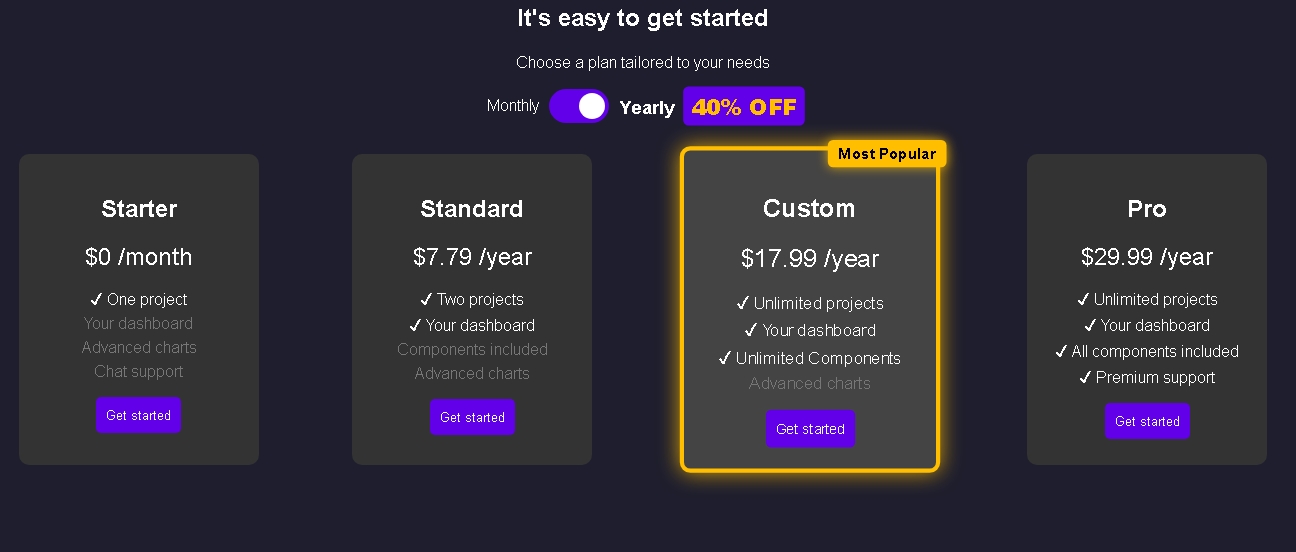 It's easy to get started
Choose a plan tailored to your needs
Monthly Yearly 40% OFF
Starter
$0 /month
✔ One project
Your dashboard
Advanced charts
Chat support
Get started
Standard
$7.79 /year
✔ Two projects
✔ Your dashboard
Components included
Advanced charts
Get started
Most Popular
Custom
$17.99 /year
✔ Unlimited projects
✔ Your dashboard
✔ Unlimited Components
Advanced charts
Get started
Pro
$29.99 /year
✔ Unlimited projects
✔ Your dashboard
✔ All components included
✔ Premium support
Get started